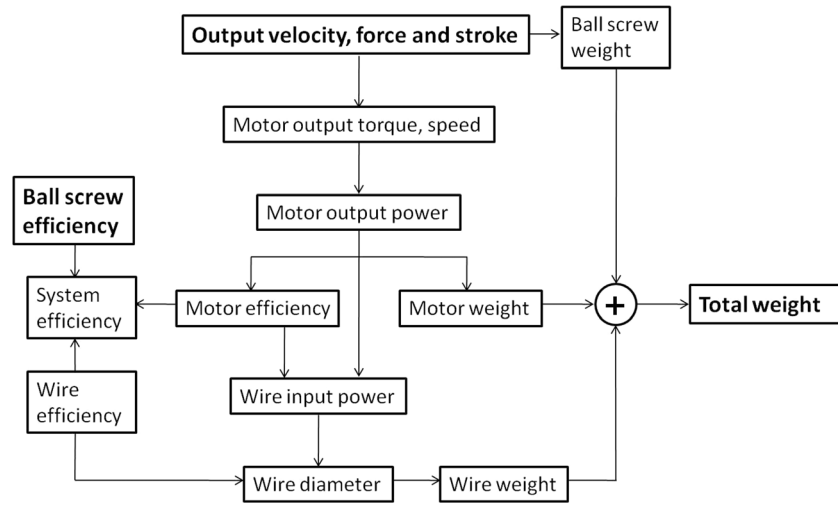 Output velocity, force and stroke
Ball screw
weight
Motor output torque, speed
Ball screw
efficiency
Motor output power
System
efficiency
Motor efficiency
Motor weight
+
Total weight
Wire
efficiency
Wire input power
Wire diameter
Wire weight